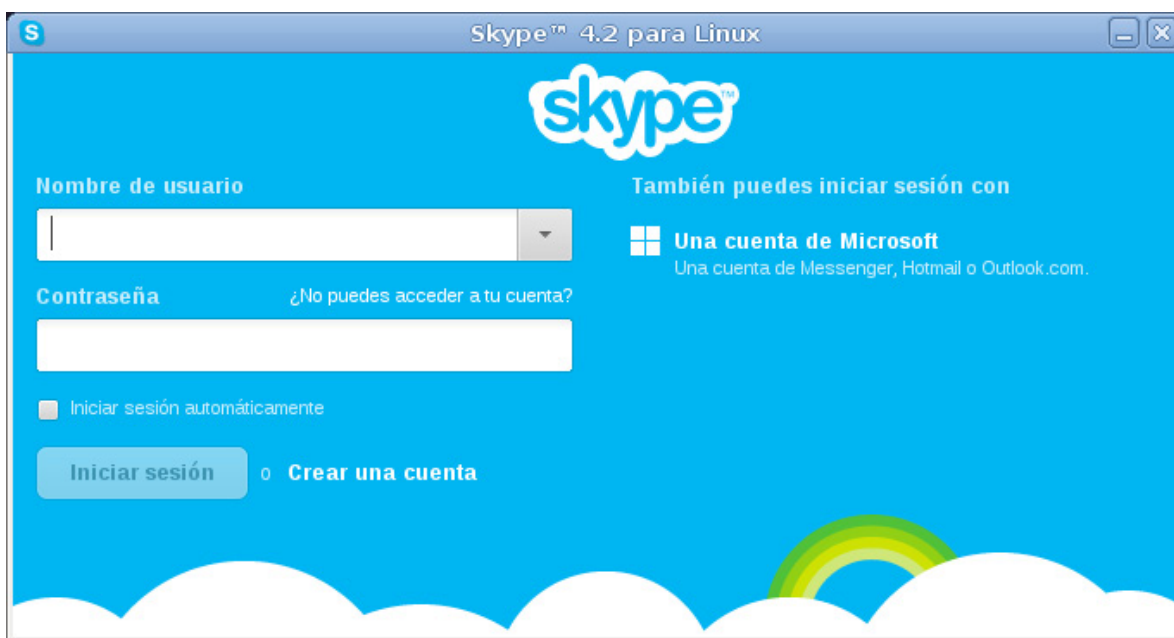 Skype™ 4.2 para Linux
skype™
Nombre de usuario
Contraseña
¿No puedes acceder a tu cuenta?
Iniciar sesión automáticamente
Iniciar sesión o Crear una cuenta
También puedes iniciar sesión con
Una cuenta de Microsoft
Una cuenta de Messenger, Hotmail o Outlook.com.